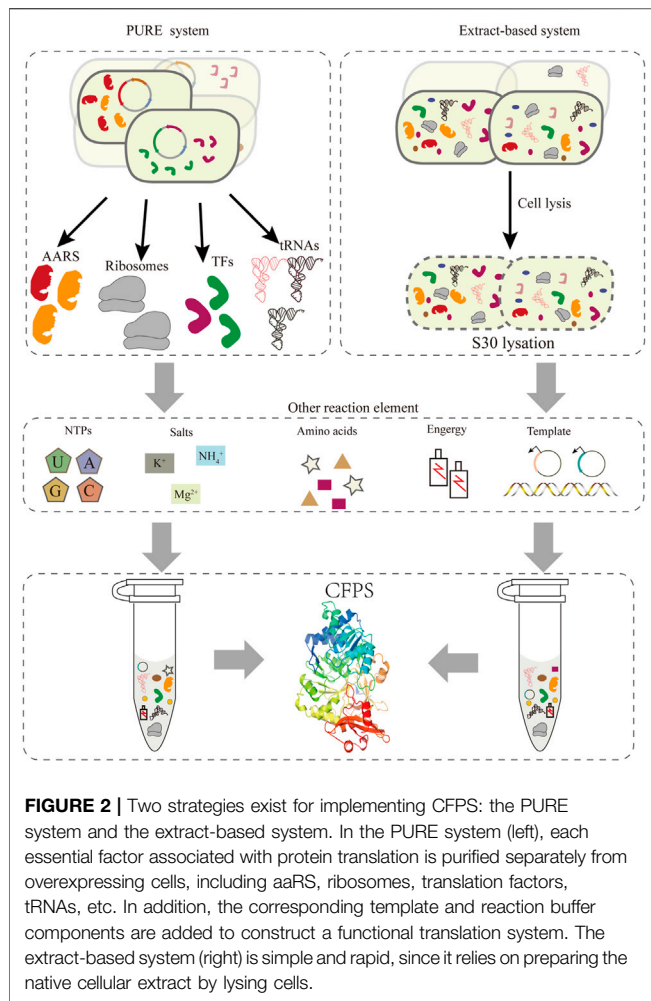 PURE system
Extract-based system
AARS
Ribosomes
TFs
tRNAs
Cell lysis
S30 lysation
Other reaction element
NTPs
Salts
Amino acids
Engergy
Template
U
A
G
C
K⁺
NH₄⁺
Mg²⁺
CFPS
FIGURE 2 | Two strategies exist for implementing CFPS: the PURE
system and the extract-based system. In the PURE system (left), each
essential factor associated with protein translation is purified separately from
overexpressing cells, including aaRS, ribosomes, translation factors,
tRNAs, etc. In addition, the corresponding template and reaction buffer
components are added to construct a functional translation system. The
extract-based system (right) is simple and rapid, since it relies on preparing the
native cellular extract by lysing cells.